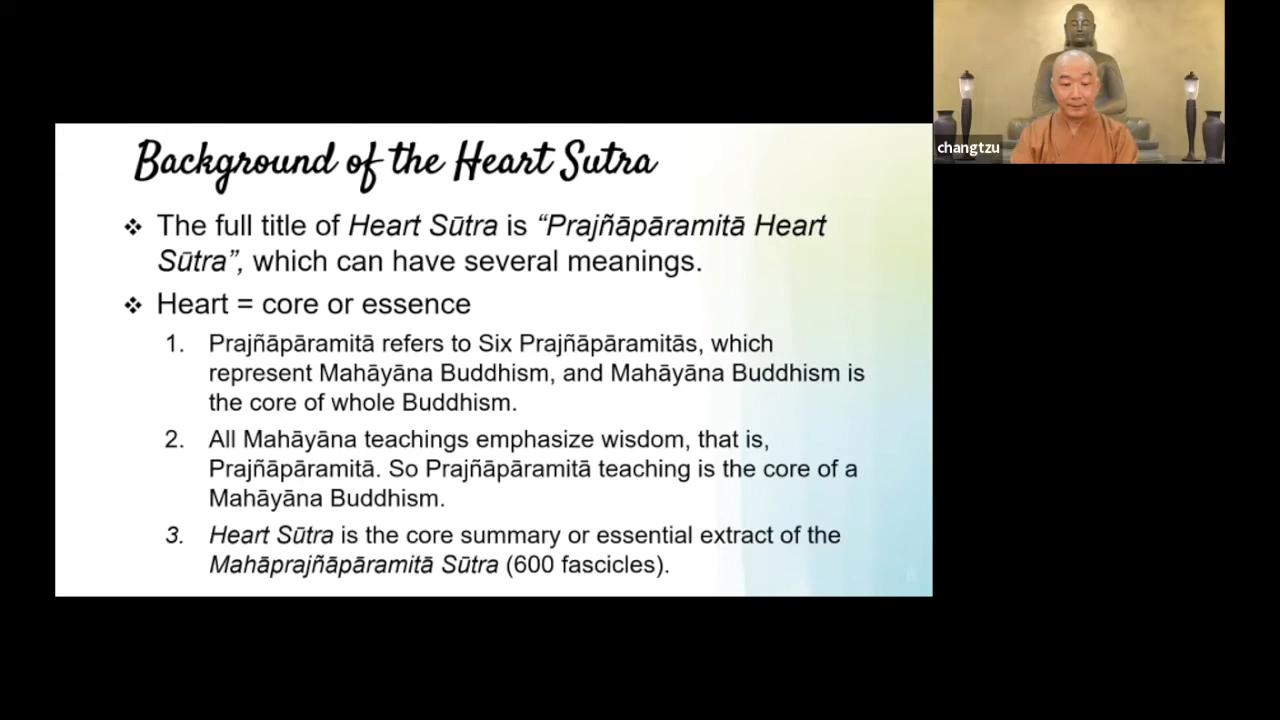 Background of the Heart Sutra
❖ The full title of Heart Sūtra is “Prajñāpāramitā Heart
Sūtra”, which can have several meanings.
❖ Heart = core or essence
1. Prajñāpāramitā refers to Six Prajñāpāramitās, which
represent Mahāyāna Buddhism, and Mahāyāna Buddhism is
the core of whole Buddhism.
2. All Mahāyāna teachings emphasize wisdom, that is,
Prajñāpāramitā. So Prajñāpāramitā teaching is the core of a
Mahāyāna Buddhism.
3. Heart Sūtra is the core summary or essential extract of the
Mahāprajñāpāramitā Sūtra (600 fascicles).
changtzu